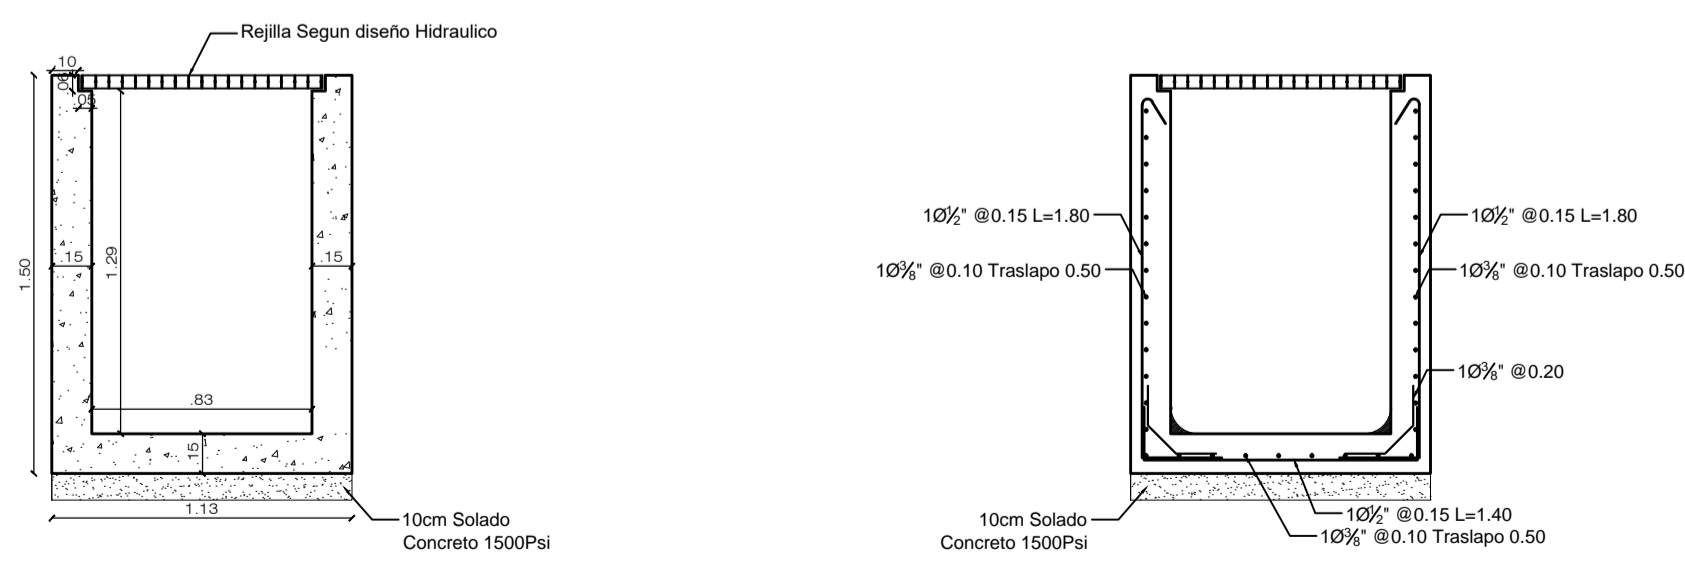 Rejilla Segun diseño Hidraulico
10
.06
.05
.15
1.29
.15
1.50
.83
.15
1.13
10cm Solado
Concreto 1500Psi
1Ø1/2" @0.15 L=1.80
1Ø3/8" @0.10 Traslapo 0.50
1Ø1/2" @0.15 L=1.80
1Ø3/8" @0.10 Traslapo 0.50
1Ø3/8" @0.20
10cm Solado
Concreto 1500Psi
1Ø1/2" @0.15 L=1.40
1Ø3/8" @0.10 Traslapo 0.50